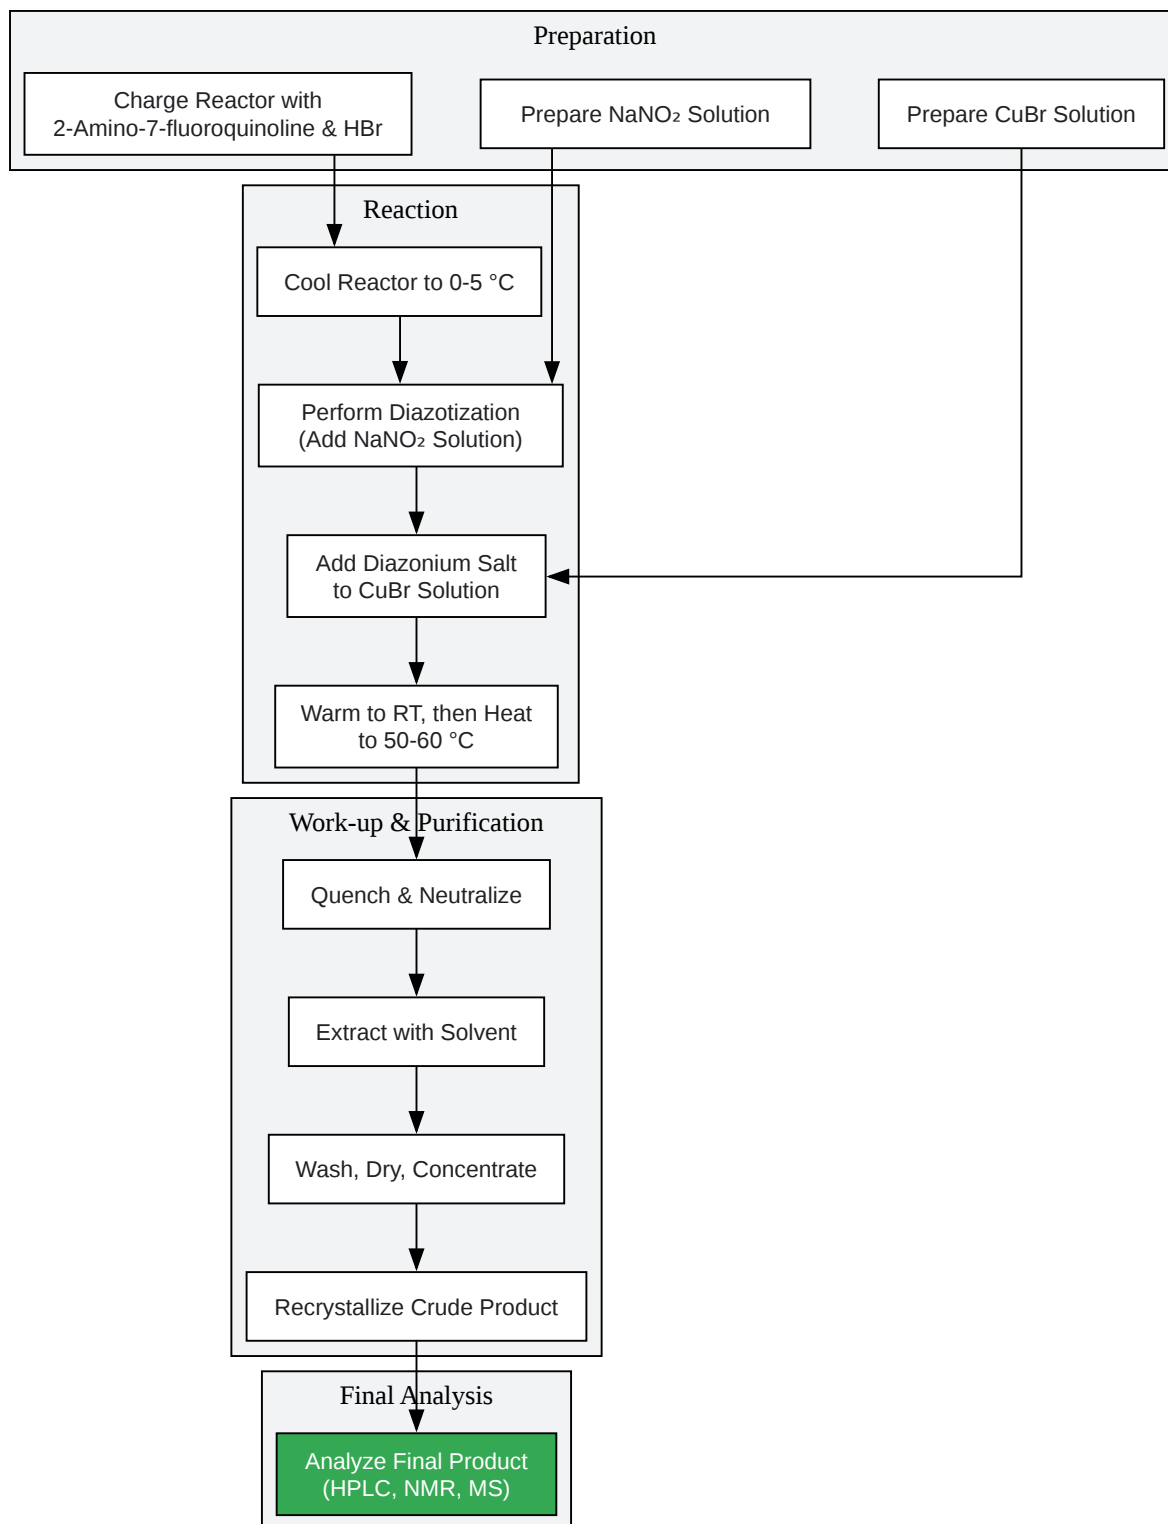 Preparation
Charge Reactor with
2-Amino-7-fluoroquinoline & HBr
Prepare NaNO₂ Solution
Prepare CuBr Solution
Reaction
Cool Reactor to 0-5 °C
Perform Diazotization
(Add NaNO₂ Solution)
Add Diazonium Salt
to CuBr Solution
Warm to RT, then Heat
to 50-60 °C
Work-up & Purification
Quench & Neutralize
Extract with Solvent
Wash, Dry, Concentrate
Recrystallize Crude Product
Final Analysis
Analyze Final Product
(HPLC, NMR, MS)